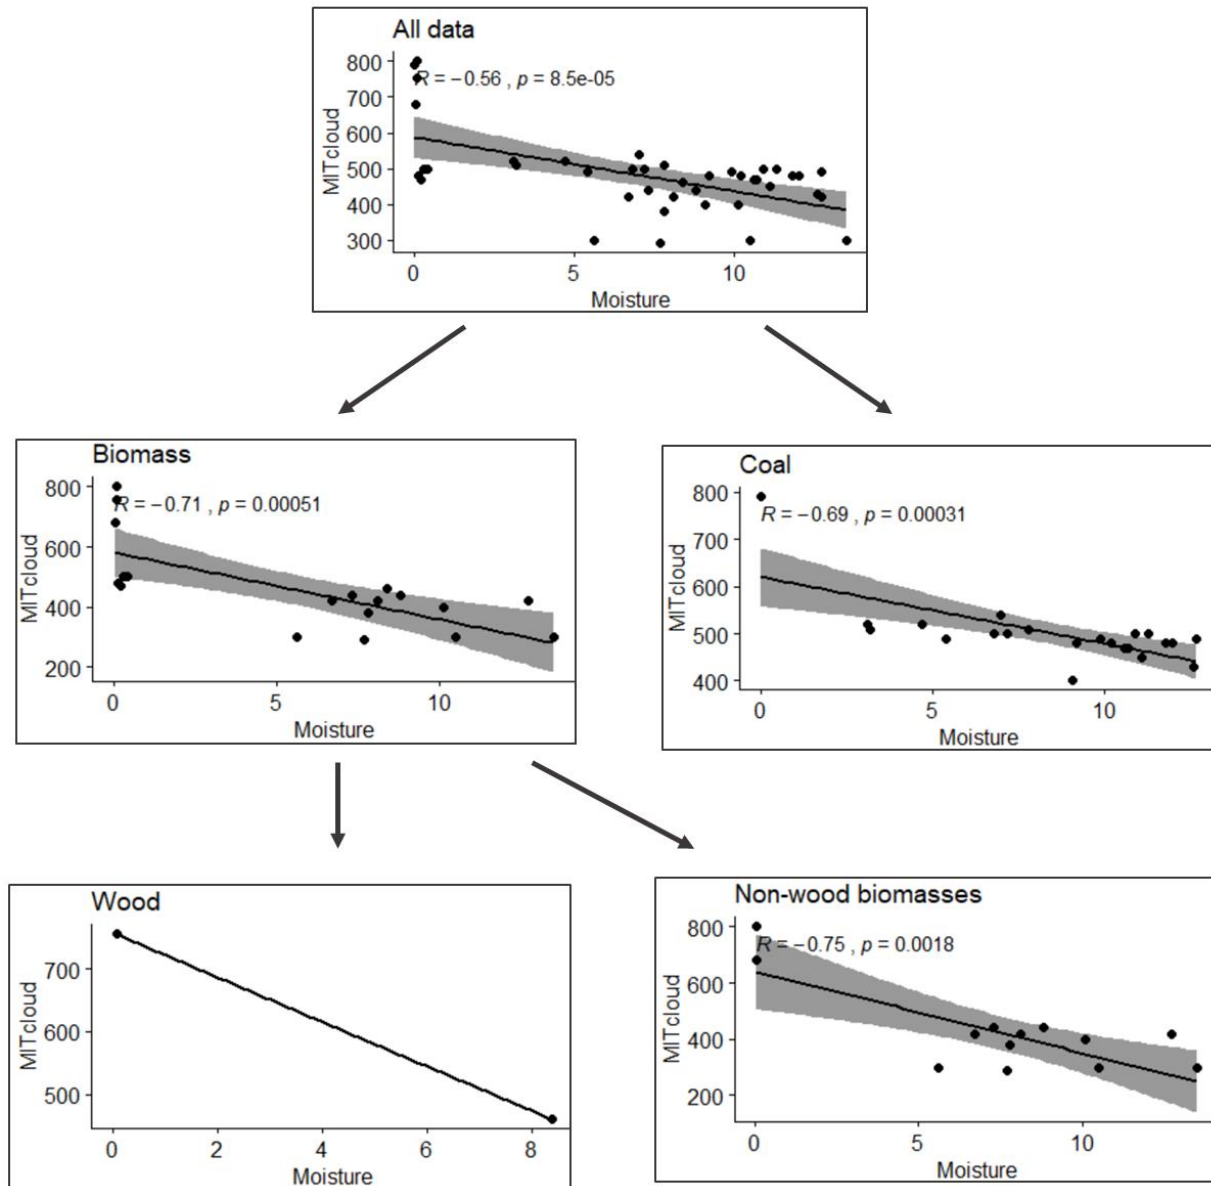 All data
R = −0.56 , p = 8.5e-05
800
700
600
500
400
300
MITcloud
0 5 10
Moisture
Biomass
R = −0.71 , p = 0.00051
800
600
400
200
MITcloud
0 5 10
Moisture
Coal
R = −0.69 , p = 0.00031
800
700
600
500
400
MITcloud
0 5 10
Moisture
Wood
700
600
500
MITcloud
0 2 4 6 8
Moisture
Non-wood biomasses
R = −0.75 , p = 0.0018
800
600
400
200
MITcloud
0 5 10
Moisture